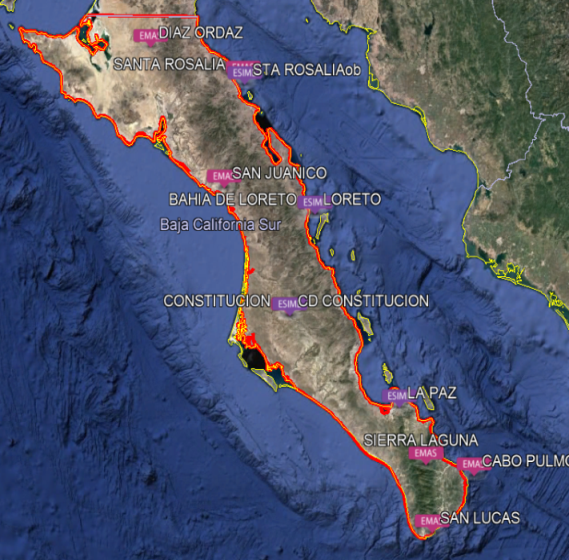 EMA DIAZ ORDAZ
SANTA ROSALIA ESIM STA ROSALIAob
EMA SAN JUANICO
BAHIA DE LORETO ESIM LORETO
Baja California Sur
CONSTITUCION ESIM CD CONSTITUCION
ESIM LA PAZ
SIERRA LAGUNA
EMAS
EMA CABO PULMO
EMA SAN LUCAS